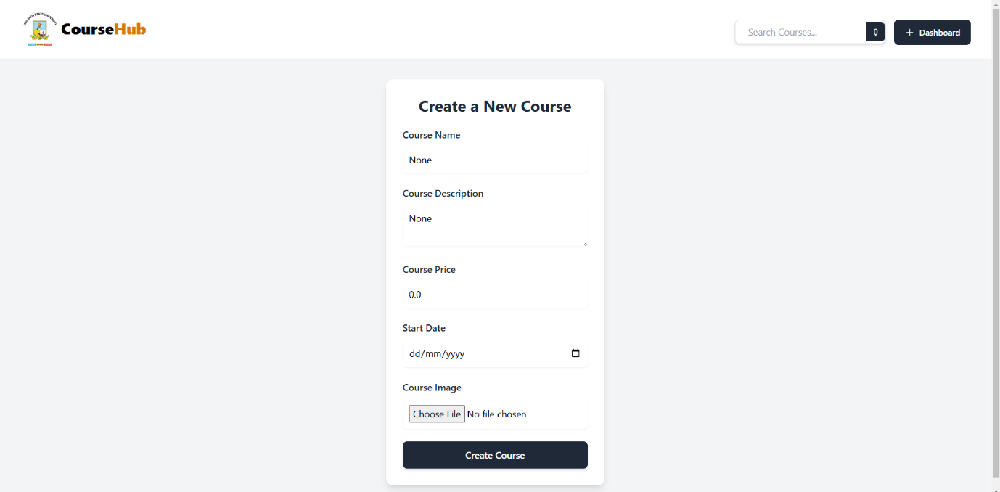 CourseHub
Search Courses...
+ Dashboard
Create a New Course
Course Name
None
Course Description
None
Course Price
0.0
Start Date
dd/mm/yyyy
Course Image
Choose File No file chosen
Create Course